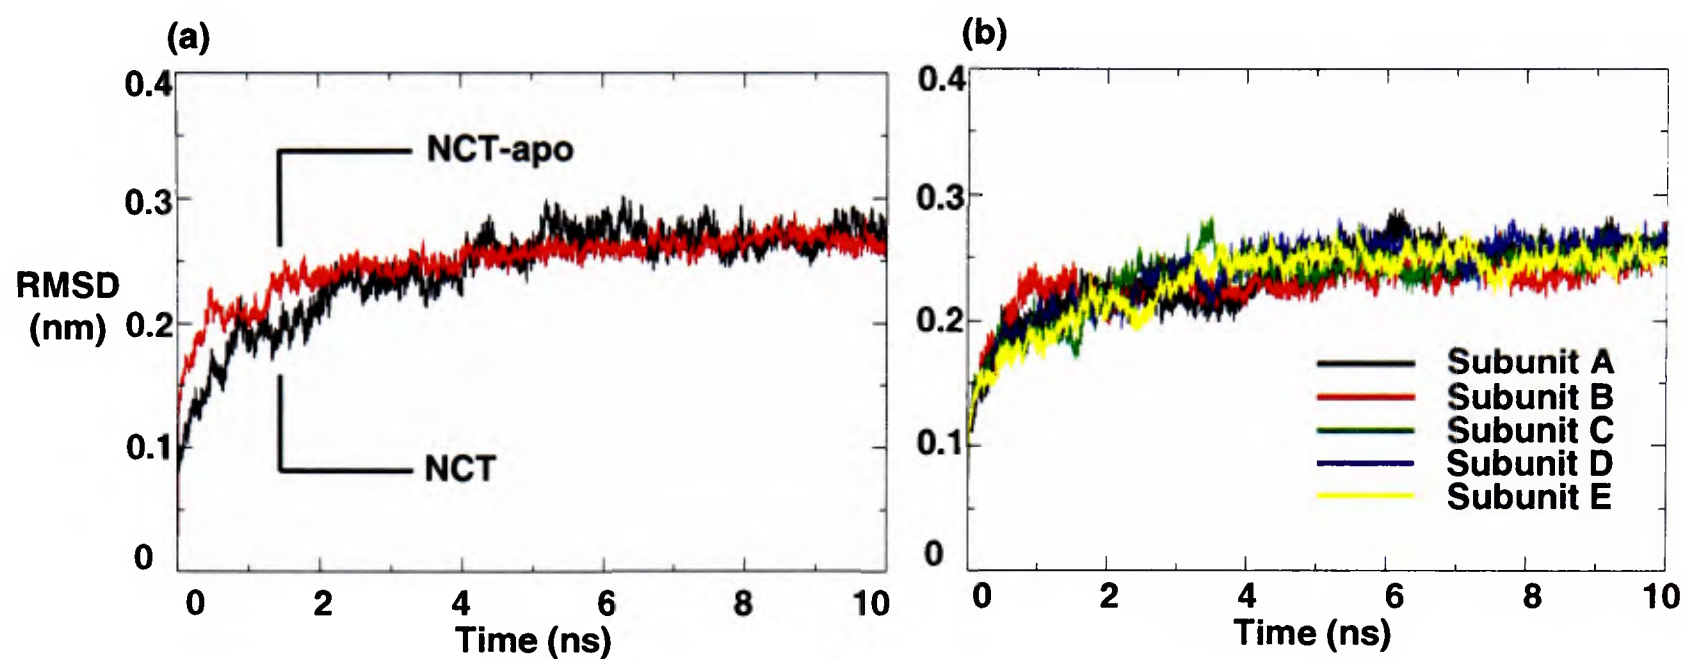 (a)
0.4
0.3
0.2
0.1
0
RMSD
(nm)
NCT-apo
NCT
0 2 4 6 8 10
Time (ns)
(b)
0.4
0.3
0.2
0.1
0
Subunit A
Subunit B
Subunit C
Subunit D
Subunit E
0 2 4 6 8 10
Time (ns)